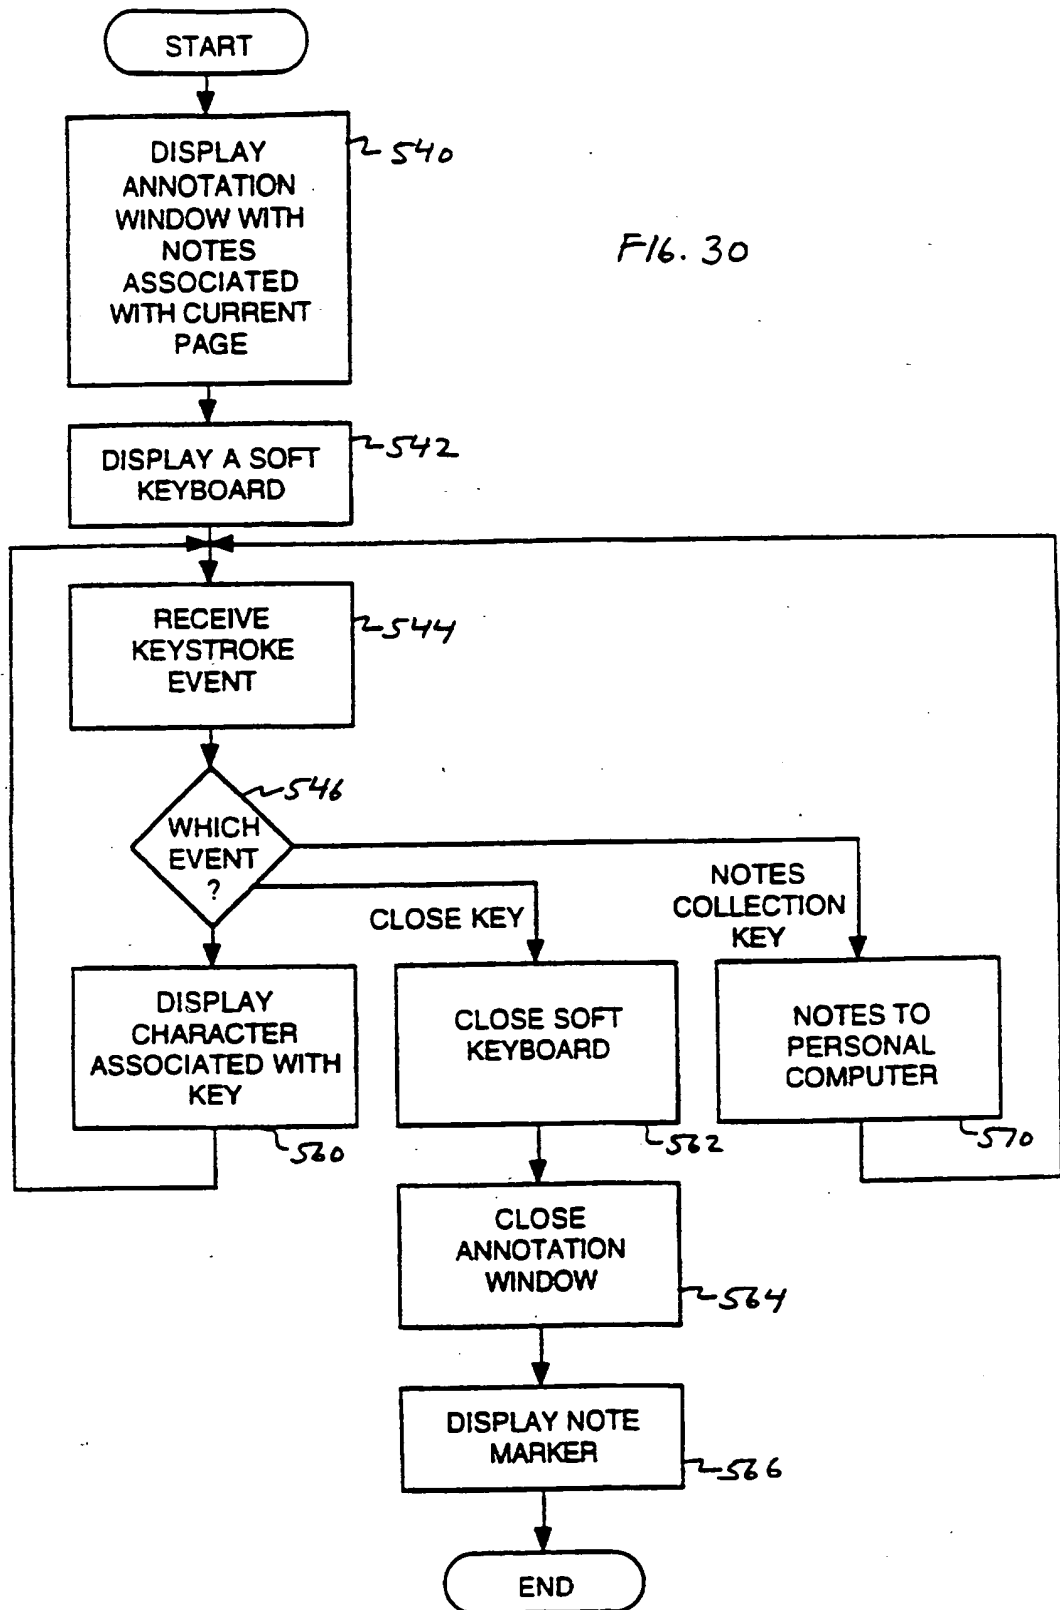 START
DISPLAY
ANNOTATION
WINDOW WITH
NOTES
ASSOCIATED
WITH CURRENT
PAGE
540
FIG. 30
DISPLAY A SOFT
KEYBOARD
542
RECEIVE
KEYSTROKE
EVENT
544
546
WHICH
EVENT
?
CLOSE KEY
NOTES
COLLECTION
KEY
DISPLAY
CHARACTER
ASSOCIATED WITH
KEY
560
CLOSE SOFT
KEYBOARD
562
NOTES TO
PERSONAL
COMPUTER
570
CLOSE
ANNOTATION
WINDOW
564
DISPLAY NOTE
MARKER
566
END